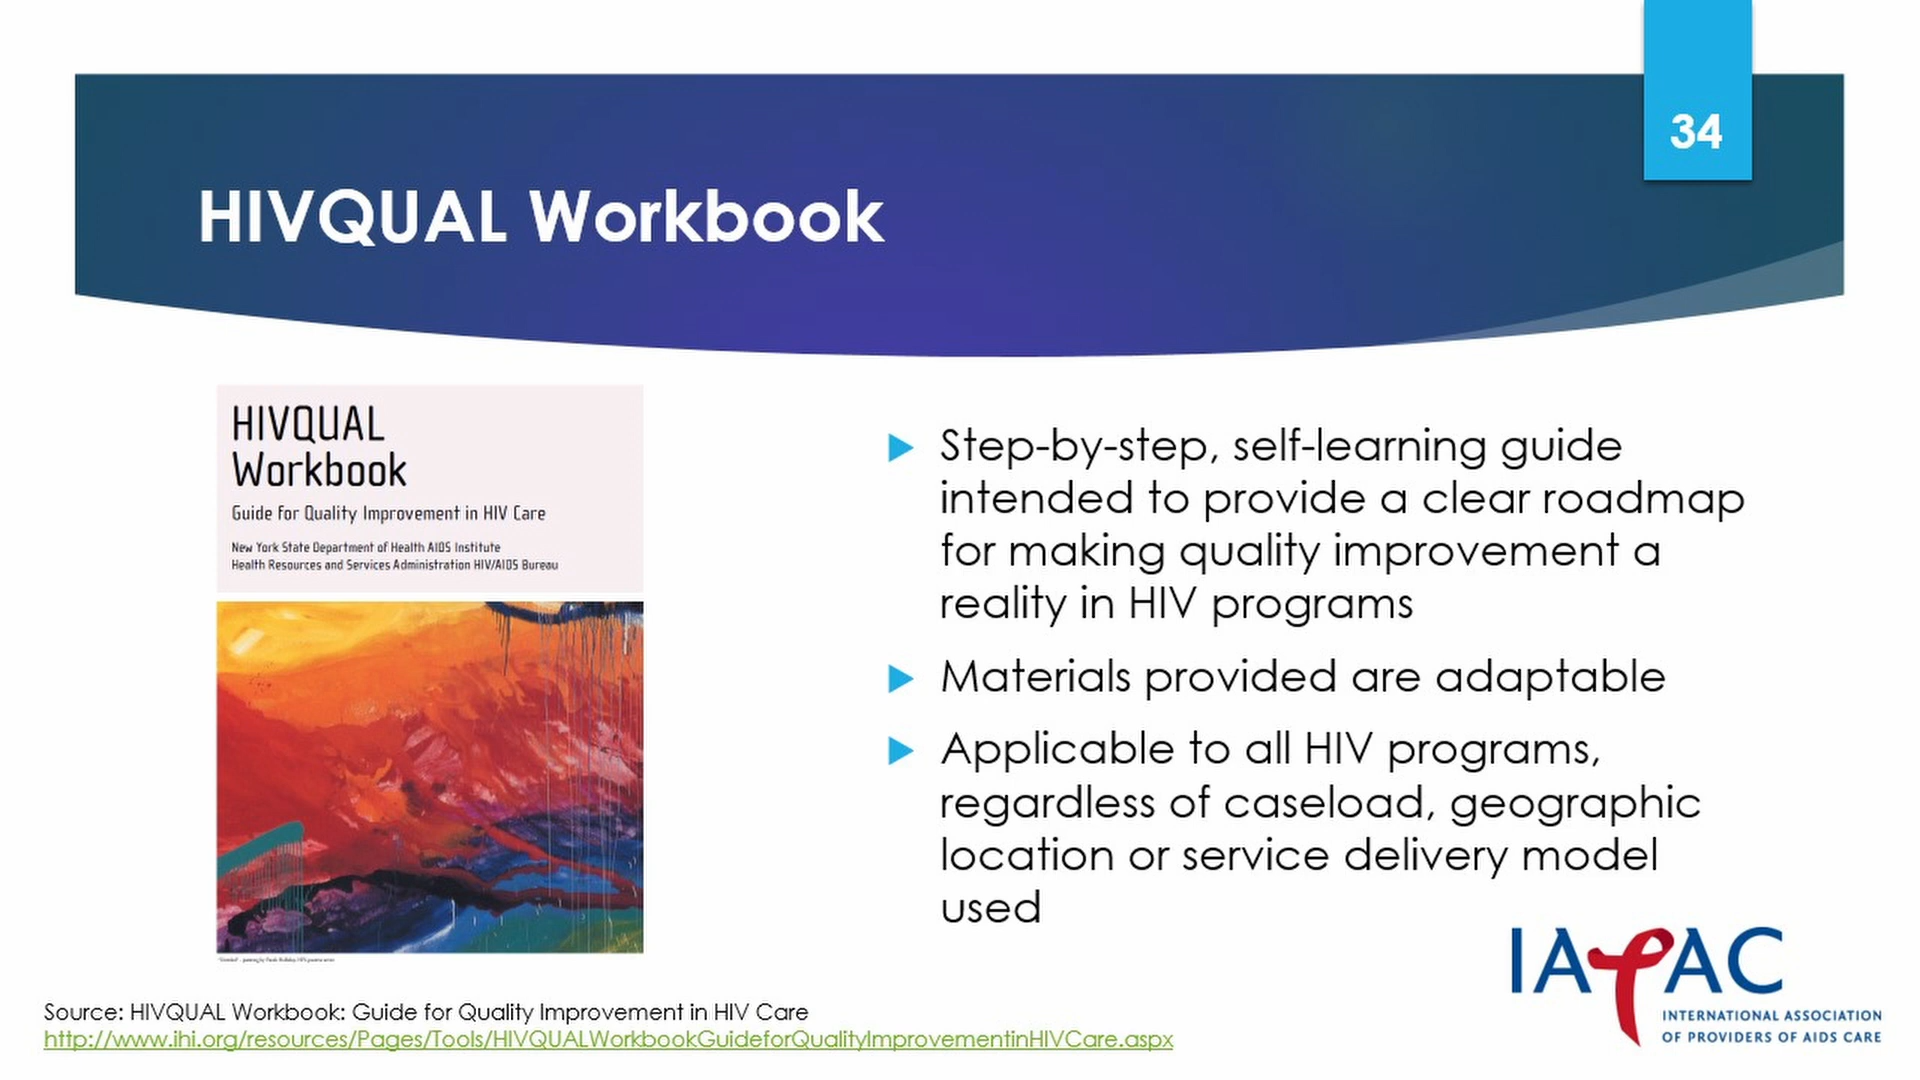 34
HIVQUAL Workbook
HIVQUAL
Workbook
Guide for Quality Improvement in HIV Care
New York State Department of Health AIDS Institute
Health Resources and Services Administration HIV/AIDS Bureau
Step-by-step, self-learning guide
intended to provide a clear roadmap
for making quality improvement a
reality in HIV programs
Materials provided are adaptable
Applicable to all HIV programs,
regardless of caseload, geographic
location or service delivery model
used
IAPAC
INTERNATIONAL ASSOCIATION
OF PROVIDERS OF AIDS CARE
Source: HIVQUAL Workbook: Guide for Quality Improvement in HIV Care
http://www.ihi.org/resources/Pages/Tools/HIVQUALWorkbookGuideforQualityImprovementinHIVCare.aspx